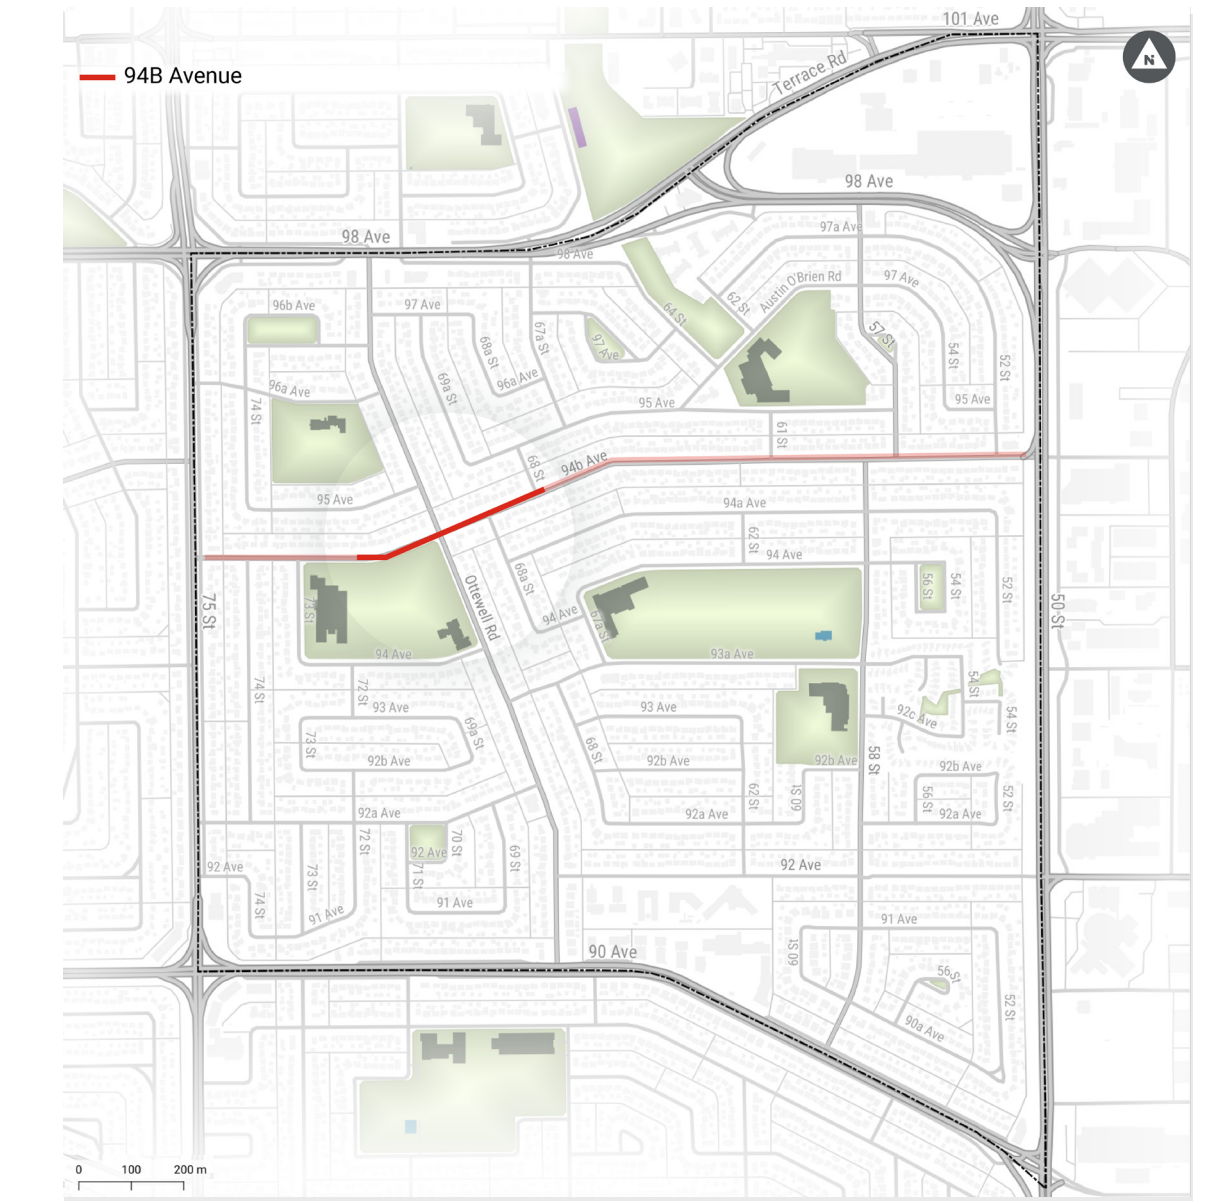 101 Ave
N
94B Avenue
Terrace Rd
98 Ave
97a Ave
98 Ave
98 Ave
96b Ave
97 Ave
64 St
62 St
Austin O'Brien Rd
97 Ave
67a St
68a St
97 Ave
57 St
54 St
52 St
96a Ave
69a St
96a Ave
74 St
95 Ave
95 Ave
61 St
68 St
94b Ave
95 Ave
94a Ave
62 St
94 Ave
68a St
Ottewell Rd
75 St
73 St
94 Ave
67a St
56 St
54 St
52 St
50 St
94 Ave
93a Ave
74 St
72 St
93 Ave
69a St
93 Ave
54 St
92c Ave
54 St
73 St
92b Ave
68 St
92b Ave
92b Ave
58 St
92b Ave
62 St
60 St
56 St
52 St
92a Ave
92a Ave
92a Ave
72 St
92 Ave
70 St
69 St
92 Ave
92 Ave
73 St
71 St
74 St
91 Ave
91 Ave
91 Ave
90 Ave
60 St
56 St
52 St
90a Ave
0 100 200 m